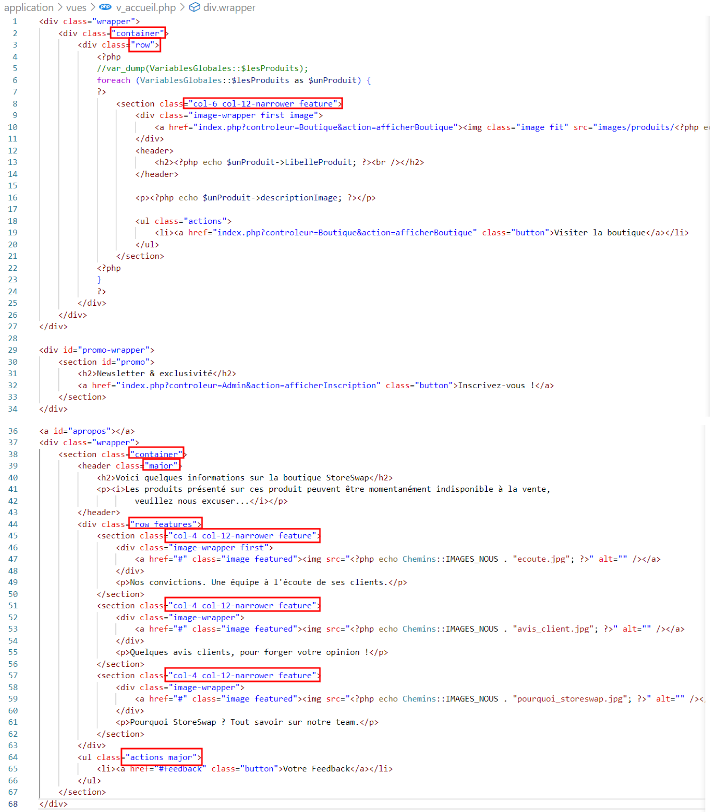 application > vues > v_accueil.php > div.wrapper
1 <div class="wrapper">
2 <div class="container">
3 <div class="row">
4 <?php
5 //var_dump(VariablesGlobales::$lesProduits);
6 foreach (VariablesGlobales::$lesProduits as $unProduit) {
7 ?>
8 <section class="col-6 col-12-narrower feature">
9 <div class="image-wrapper first image">
10 <a href="index.php?controleur=Boutique&action=afficherBoutique"><img class="image fit" src="images/produits/<?php ec
11 </div>
12 <header>
13 <h2><?php echo $unProduit->LibelleProduit; ?><br /></h2>
14 </header>
15
16 <p><?php echo $unProduit->descriptionImage; ?></p>
17
18 <ul class="actions">
19 <li><a href="index.php?controleur=Boutique&action=afficherBoutique" class="button">Visiter la boutique</a></li>
20 </ul>
21 </section>
22 <?php
23 }
24 ?>
25 </div>
26 </div>
27 </div>
28
29 <div id="promo-wrapper">
30 <section id="promo">
31 <h2>Newsletter & exclusivité</h2>
32 <a href="index.php?controleur=Admin&action=afficherInscription" class="button">Inscrivez-vous !</a>
33 </section>
34 </div>
36 <a id="apropos"></a>
37 <div class="wrapper">
38 <section class="container">
39 <header class="major">
40 <h2>Voici quelques informations sur la boutique StoreSwap</h2>
41 <p><i>Les produits présenté sur ces produit peuvent être momentanément indisponible à la vente,
42 veuillez nous excuser...</i></p>
43 </header>
44 <div class="row features">
45 <section class="col-4 col-12-narrower feature">
46 <div class="image-wrapper first">
47 <a href="#" class="image featured"><img src="<?php echo Chemins::IMAGES_NOUS . "ecoute.jpg"; ?>" alt="" /></a>
48 </div>
49 <p>Nos convictions. Une équipe à l'écoute de ses clients.</p>
50 </section>
51 <section class="col-4 col-12-narrower feature">
52 <div class="image-wrapper">
53 <a href="#" class="image featured"><img src="<?php echo Chemins::IMAGES_NOUS . "avis_client.jpg"; ?>" alt="" /></a>
54 </div>
55 <p>Quelques avis clients, pour forger votre opinion !</p>
56 </section>
57 <section class="col-4 col-12-narrower feature">
58 <div class="image-wrapper">
59 <a href="#" class="image featured"><img src="<?php echo Chemins::IMAGES_NOUS . "pourquoi_storeswap.jpg"; ?>" alt="" /></
60 </div>
61 <p>Pourquoi StoreSwap ? Tout savoir sur notre team.</p>
62 </section>
63 </div>
64 <ul class="actions major">
65 <li><a href="#Feedback" class="button">Votre Feedback</a></li>
66 </ul>
67 </section>
68 </div>